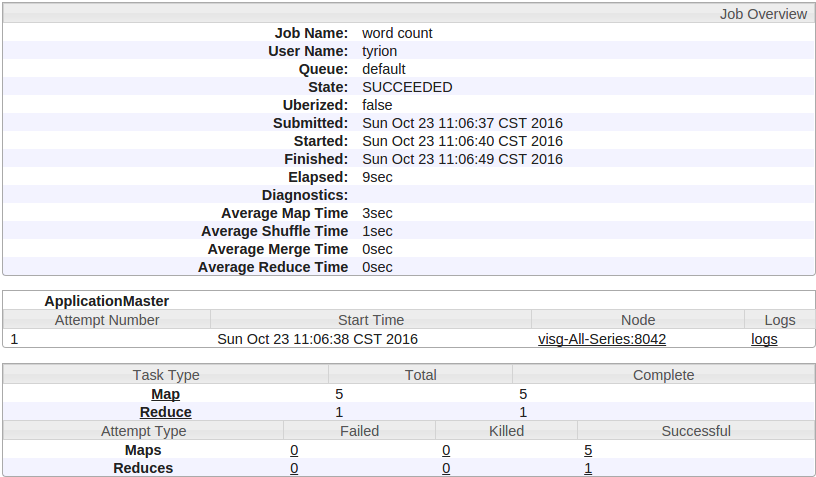 Job Overview
Job Name: word count
User Name: tyrion
Queue: default
State: SUCCEEDED
Uberized: false
Submitted: Sun Oct 23 11:06:37 CST 2016
Started: Sun Oct 23 11:06:40 CST 2016
Finished: Sun Oct 23 11:06:49 CST 2016
Elapsed: 9sec
Diagnostics:
Average Map Time 3sec
Average Shuffle Time 1sec
Average Merge Time 0sec
Average Reduce Time 0sec
ApplicationMaster
Attempt Number Start Time Node Logs
1 Sun Oct 23 11:06:38 CST 2016 visg-All-Series:8042 logs
Task Type Total Complete
Map 5 5
Reduce 1 1
Attempt Type Failed Killed Successful
Maps 0 0 5
Reduces 0 0 1